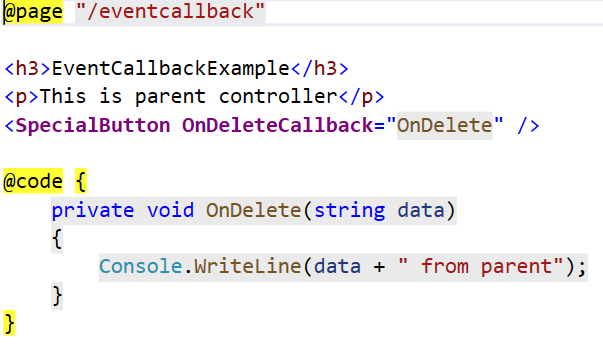 @page "/eventcallback"
<h3>EventCallbackExample</h3>
<p>This is parent controller</p>
<SpecialButton OnDeleteCallback="OnDelete" />
@code {
    private void OnDelete(string data)
    {
        Console.WriteLine(data + " from parent");
    }
}